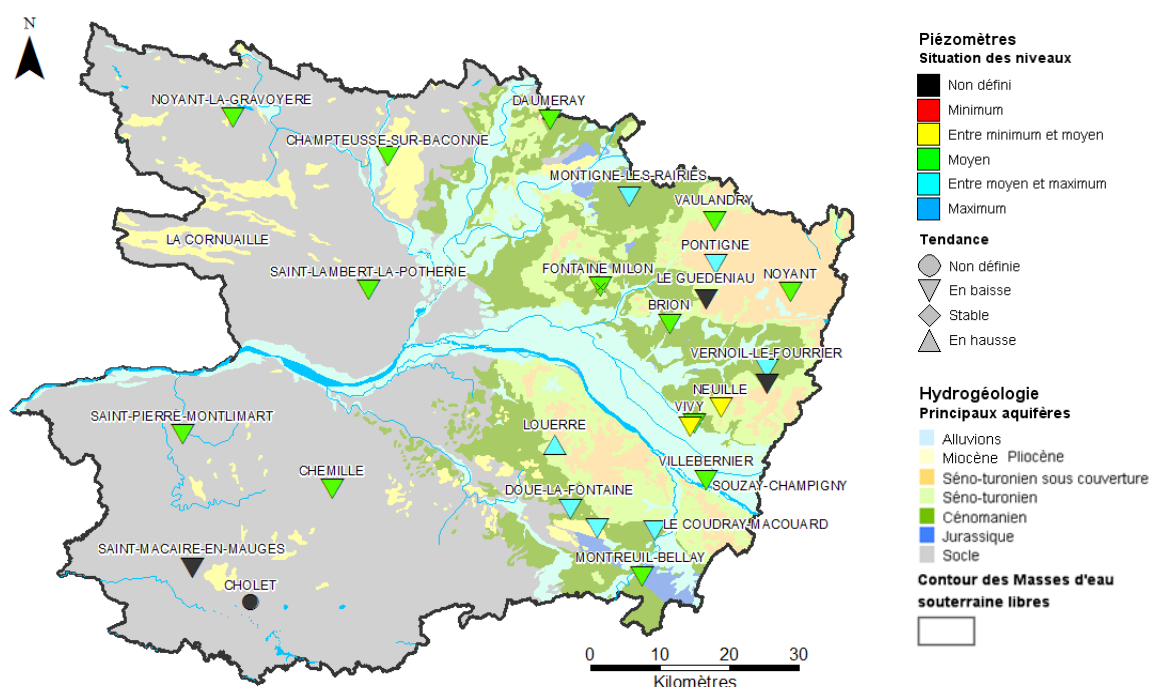 N
NOYANT-LA-GRAVOYERE
DAUMERAY
CHAMPTEUSSE-SUR-BACONNE
MONTIGNE-LES-RAIRIES
VAULANDRY
LA CORNUAILLE
PONTIGNE
SAINT-LAMBERT-LA-POTHERIE
FONTAINE MILON
LE GUEDENIAU
NOYANT
BRION
VERNOIL-LE-FOURRIER
NEUILLE
SAINT-PIERRE-MONTLIMART
VIVY
LOUERRE
VILLEBERNIER
CHEMILLE
SOUZAY-CHAMPIGNY
DOUE-LA-FONTAINE
LE COUDRAY-MACOUARD
SAINT-MACAIRE-EN-MAUGES
MONTREUIL-BELLAY
CHOLET
0 10 20 30
Kilomètres
Piézomètres
Situation des niveaux
Non défini
Minimum
Entre minimum et moyen
Moyen
Entre moyen et maximum
Maximum
Tendance
Non définie
En baisse
Stable
En hausse
Hydrogéologie
Principaux aquifères
Alluvions
Miocène Pliocène
Séno-turonien sous couverture
Séno-turonien
Cénomanien
Jurassique
Socle
Contour des Masses d'eau
souterraine libres